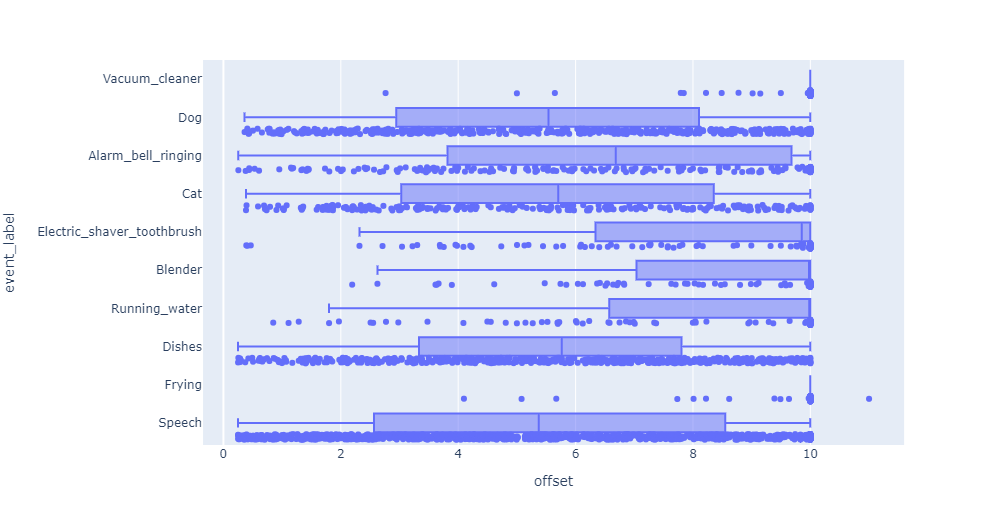 Vacuum_cleaner
Dog
Alarm_bell_ringing
Cat
Electric_shaver_toothbrush
Blender
Running_water
Dishes
Frying
Speech
event_label
0 2 4 6 8 10
offset